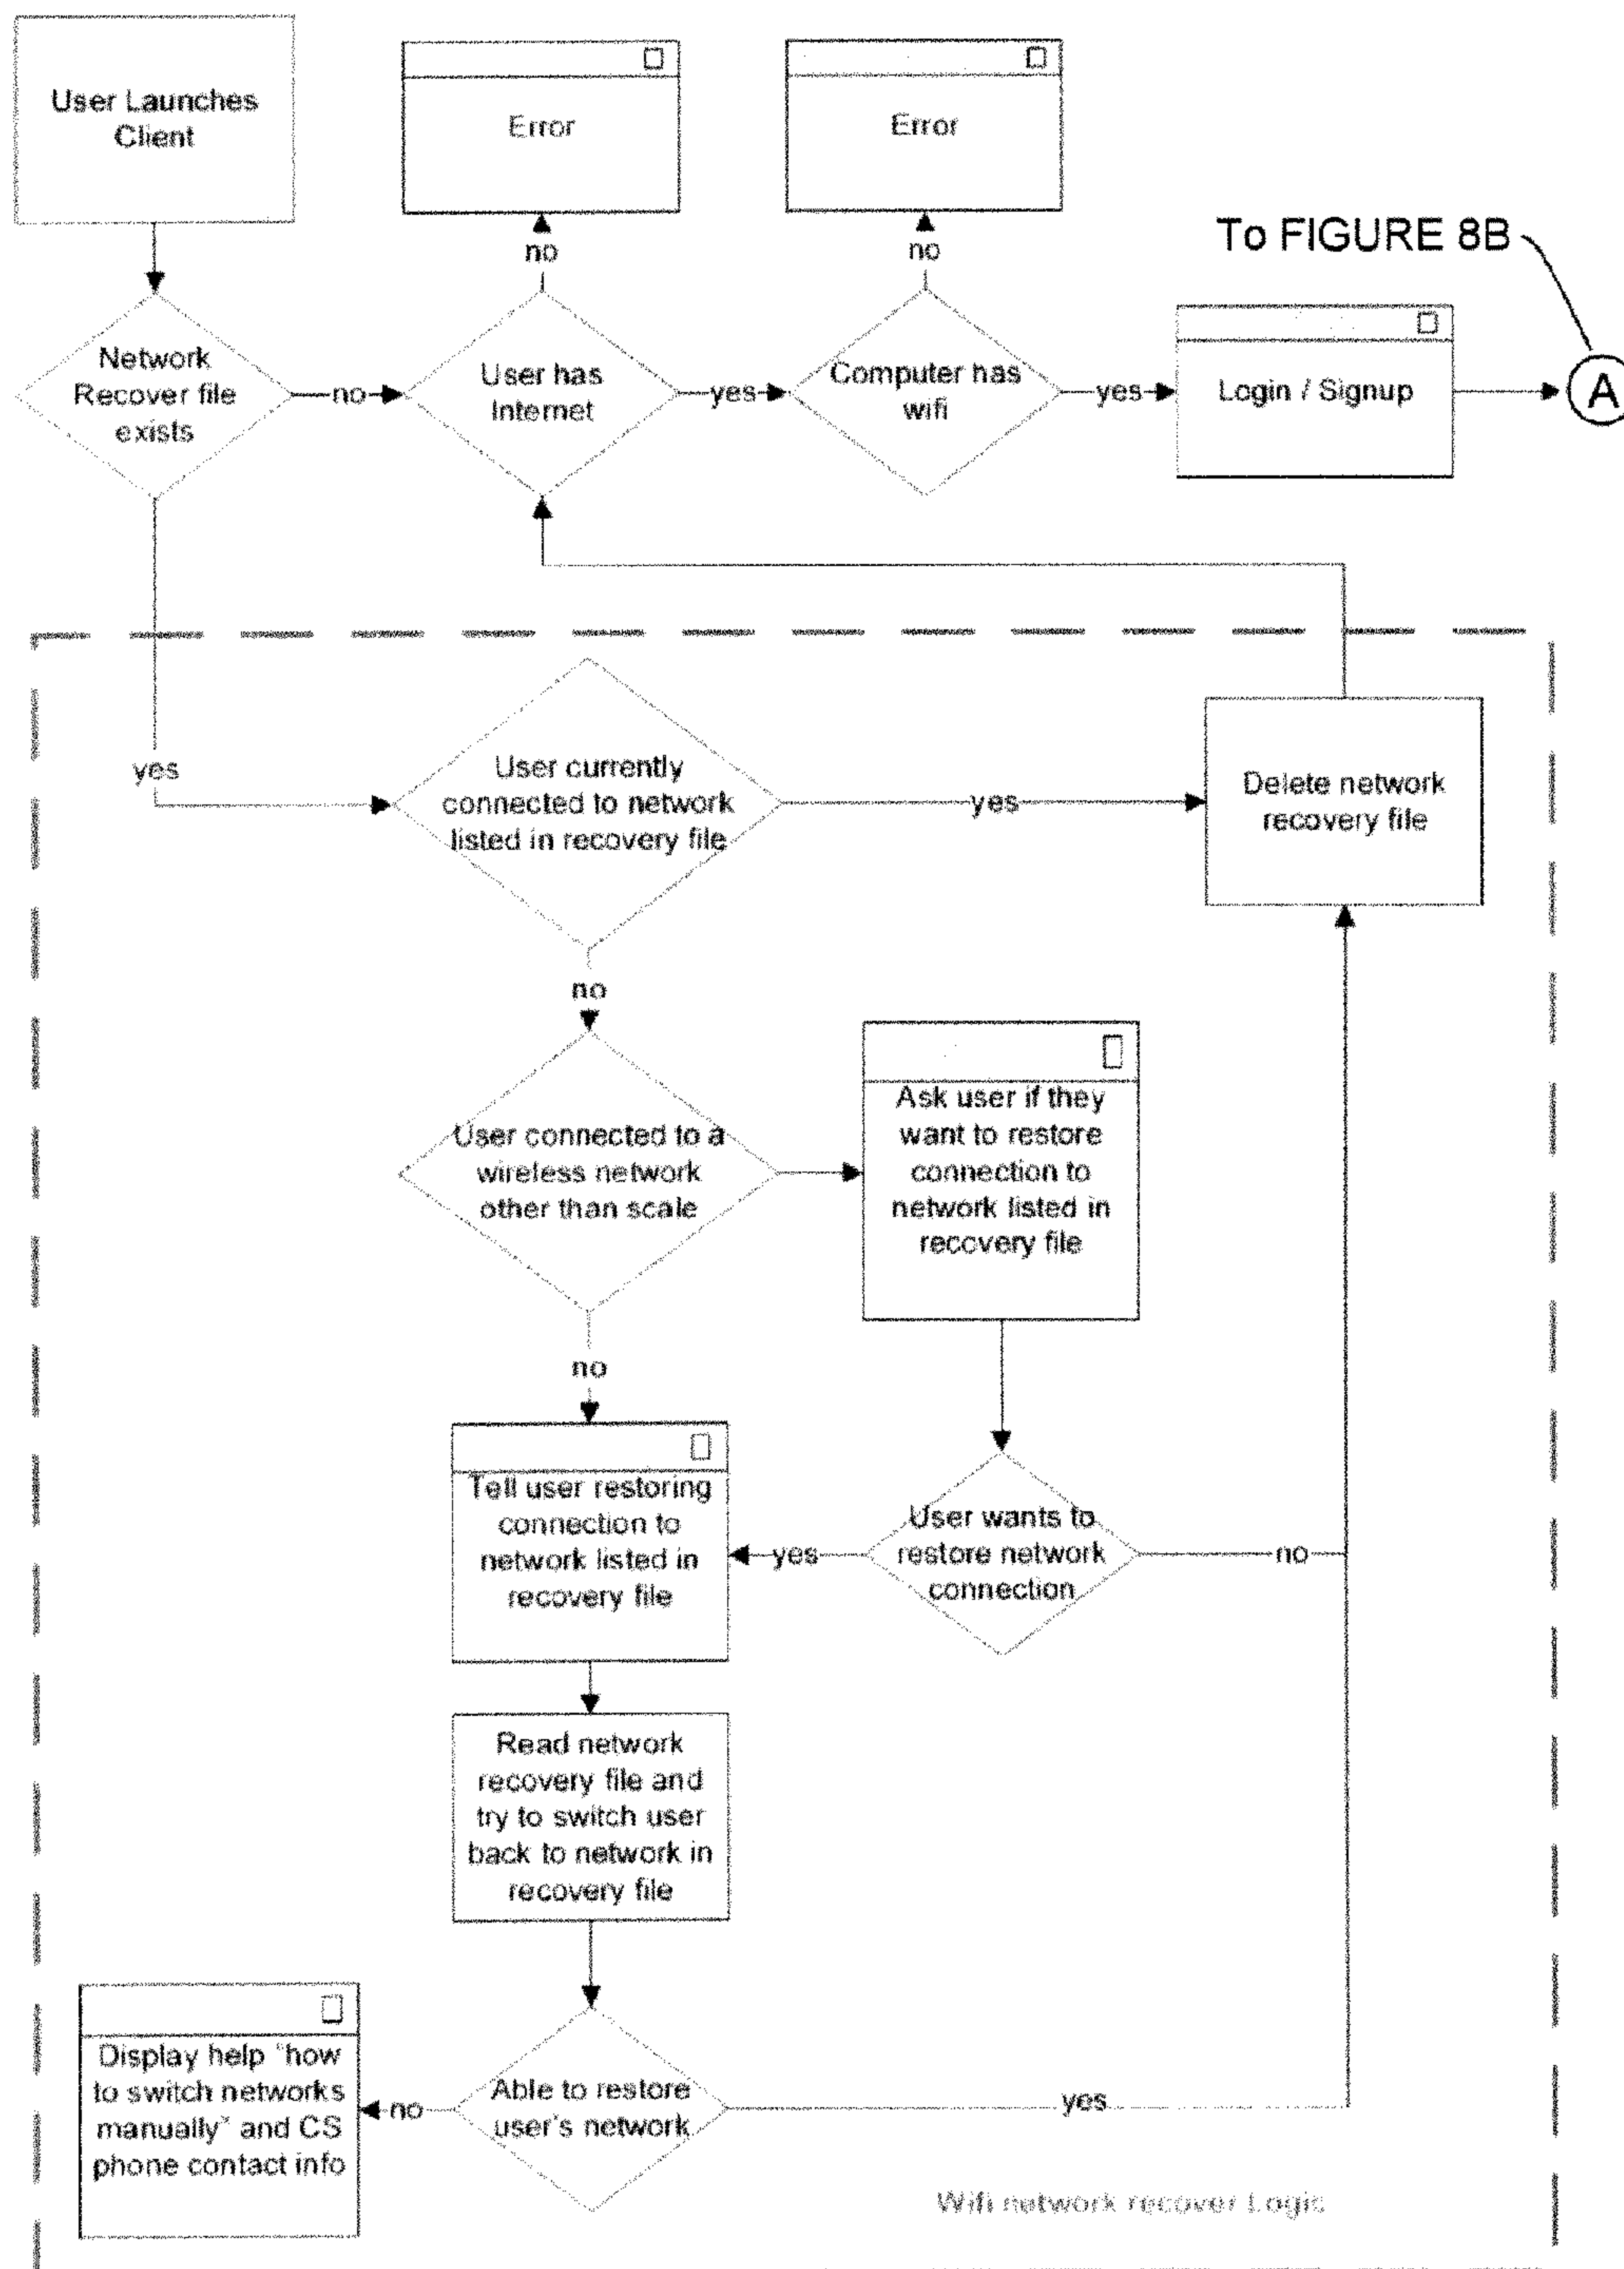 User Launches
Client
Error
Error
To FIGURE 8B
no
no
Network
Recover file
exists
no
User has
Internet
yes
Computer has
wifi
yes
Login / Signup
A
yes
User currently
connected to network
listed in recovery file
yes
Delete network
recovery file
no
User connected to a
wireless network
other than scale
Ask user if they
want to restore
connection to
network listed in
recovery file
no
Tell user restoring
connection to
network listed in
recovery file
yes
User wants to
restore network
connection
no
Read network
recovery file and
try to switch user
back to network in
recovery file
Display help "how
to switch networks
manually" and CS
phone contact info
no
Able to restore
user's network
yes
Wifi network recover Logic